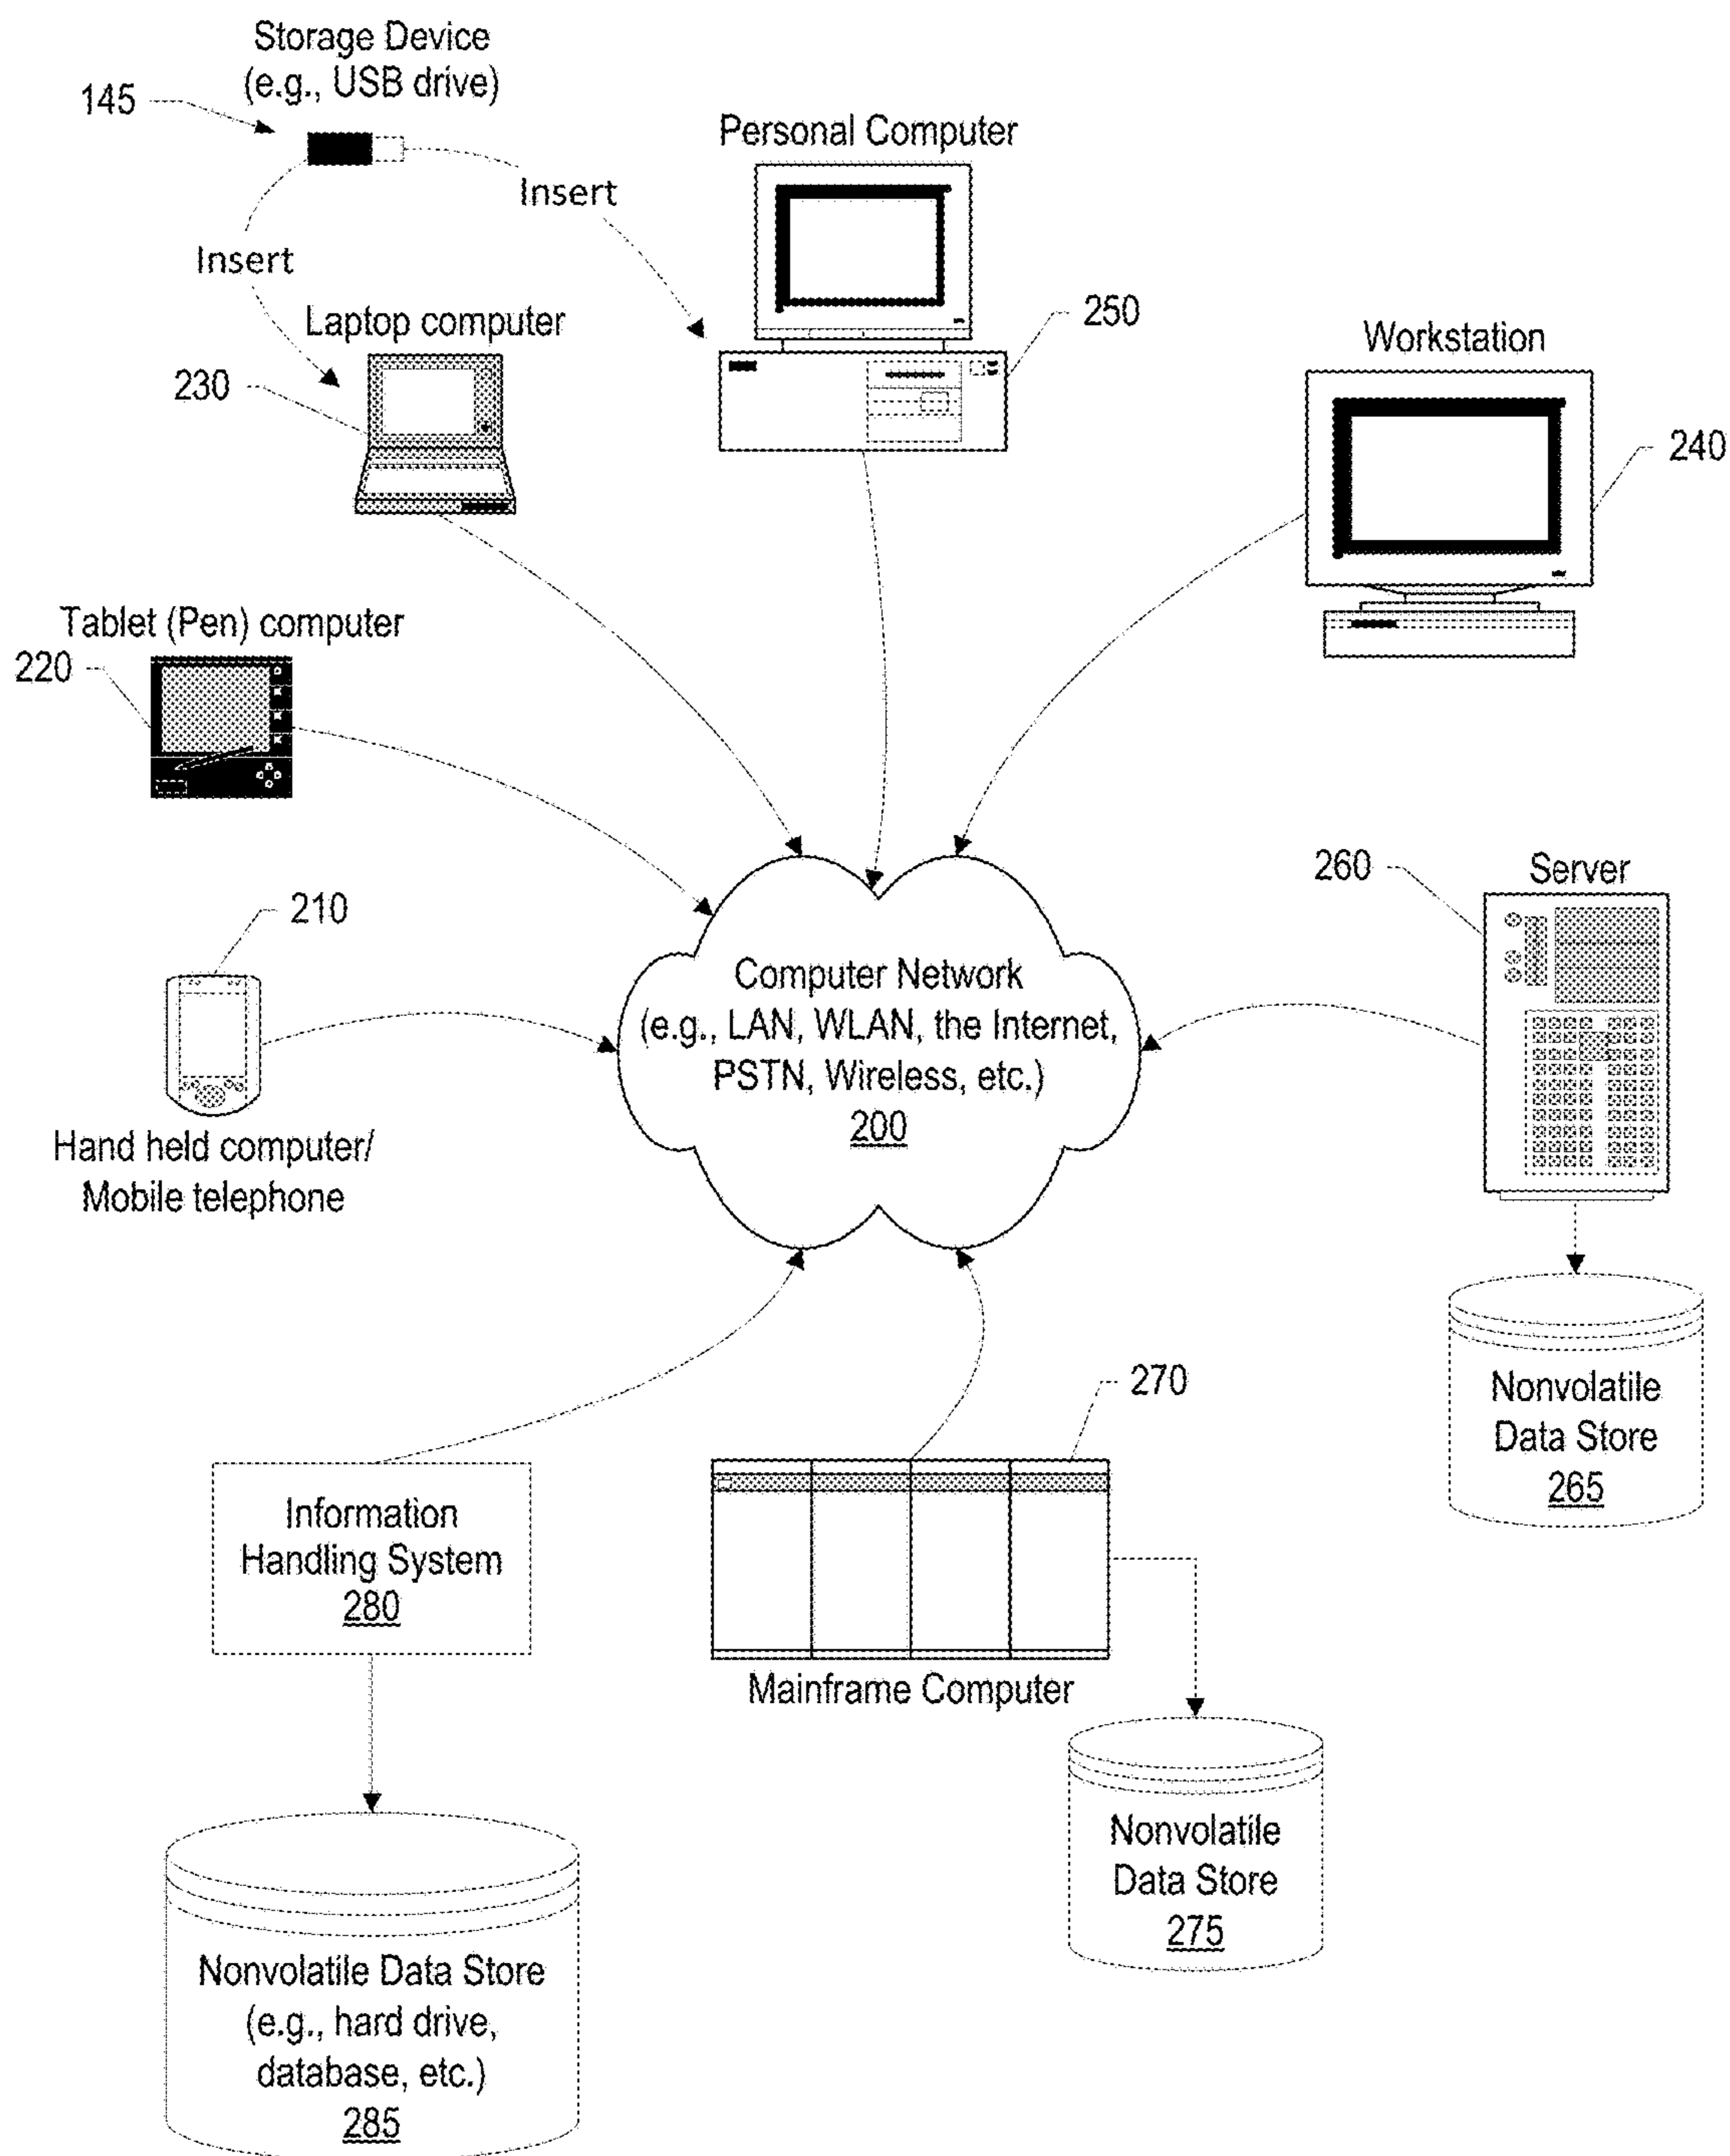 Storage Device
(e.g., USB drive)
145
Insert
Insert
Personal Computer
250
Laptop computer
230
Workstation
240
Tablet (Pen) computer
220
210
Hand held computer/
Mobile telephone
Computer Network
(e.g., LAN, WLAN, the Internet,
PSTN, Wireless, etc.)
200
260
Server
Nonvolatile
Data Store
265
270
Mainframe Computer
Information
Handling System
280
Nonvolatile
Data Store
275
Nonvolatile Data Store
(e.g., hard drive,
database, etc.)
285